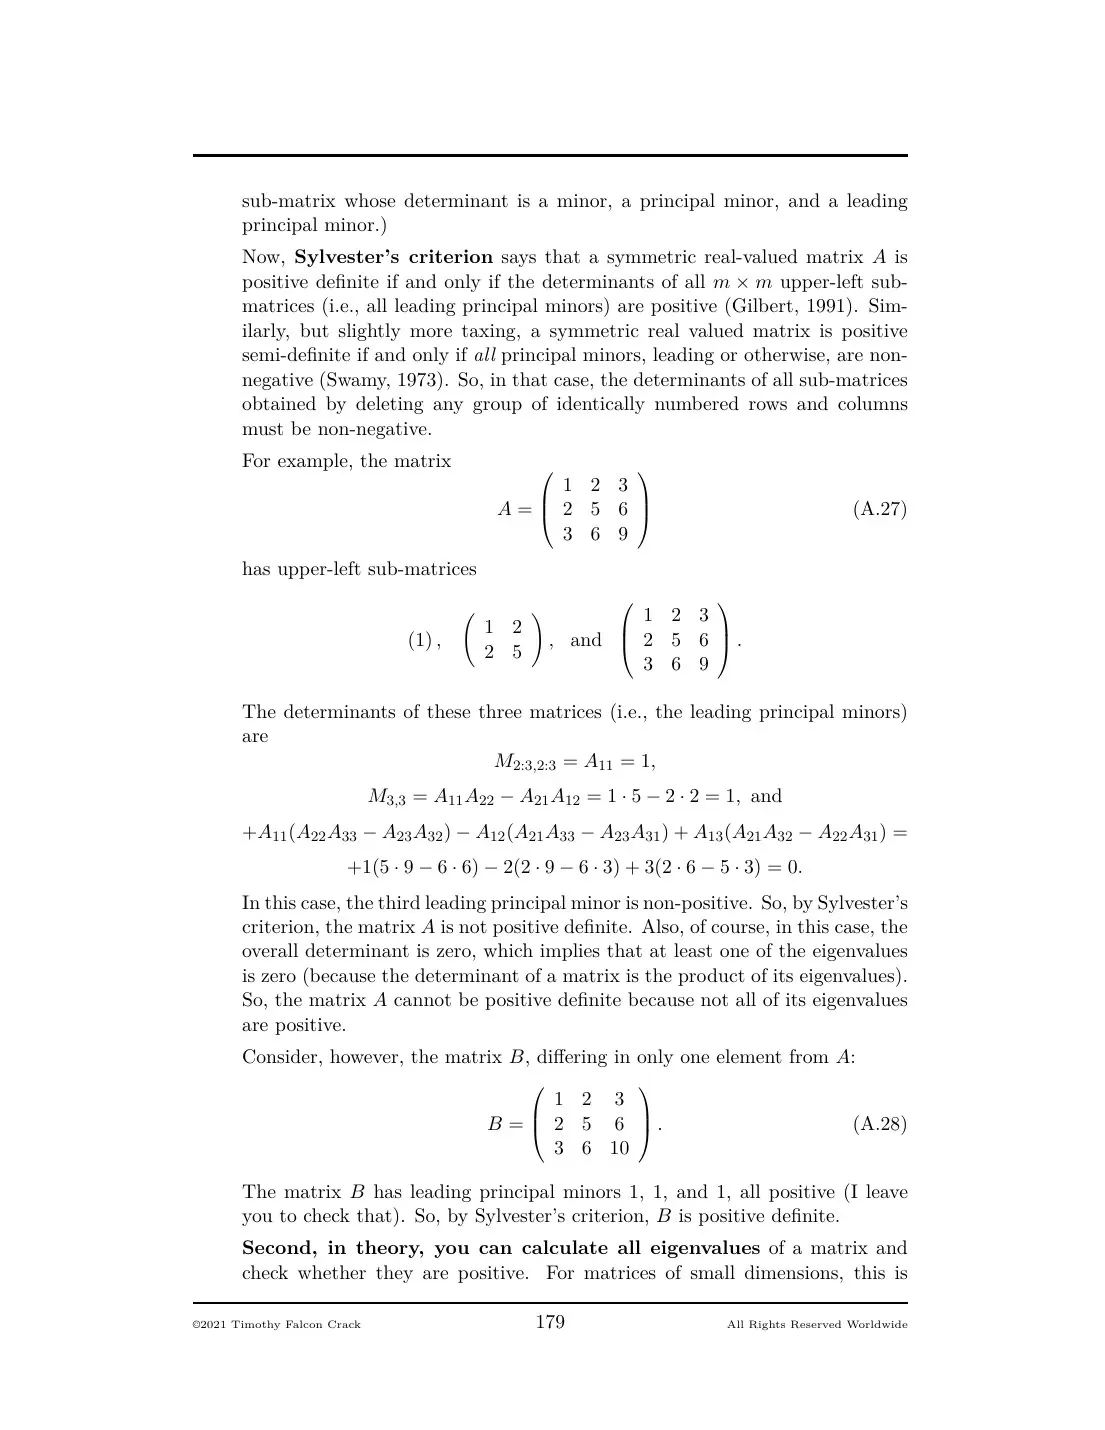 sub-matrix whose determinant is a minor, a principal minor, and a leading
principal minor.)
Now, Sylvester's criterion says that a symmetric real-valued matrix A is
positive definite if and only if the determinants of all m × m upper-left sub-
matrices (i.e., all leading principal minors) are positive (Gilbert, 1991). Sim-
ilarly, but slightly more taxing, a symmetric real valued matrix is positive
semi-definite if and only if all principal minors, leading or otherwise, are non-
negative (Swamy, 1973). So, in that case, the determinants of all sub-matrices
obtained by deleting any group of identically numbered rows and columns
must be non-negative.
For example, the matrix
1 2 3
A = 2 5 6 (A.27)
3 6 9
has upper-left sub-matrices
(1), ( 1 2
2 5 ), and ( 1 2 3
2 5 6
3 6 9 ).
The determinants of these three matrices (i.e., the leading principal minors)
are
M2:3,2:3 = A11 = 1,
M3,3 = A11A22 − A21A12 = 1 · 5 − 2 · 2 = 1, and
+A11(A22A33 − A23A32) − A12(A21A33 − A23A31) + A13(A21A32 − A22A31) =
+1(5 · 9 − 6 · 6) − 2(2 · 9 − 6 · 3) + 3(2 · 6 − 5 · 3) = 0.
In this case, the third leading principal minor is non-positive. So, by Sylvester's
criterion, the matrix A is not positive definite. Also, of course, in this case, the
overall determinant is zero, which implies that at least one of the eigenvalues
is zero (because the determinant of a matrix is the product of its eigenvalues).
So, the matrix A cannot be positive definite because not all of its eigenvalues
are positive.
Consider, however, the matrix B, differing in only one element from A:
1 2 3
B = 2 5 6 . (A.28)
3 6 10
The matrix B has leading principal minors 1, 1, and 1, all positive (I leave
you to check that). So, by Sylvester's criterion, B is positive definite.
Second, in theory, you can calculate all eigenvalues of a matrix and
check whether they are positive. For matrices of small dimensions, this is
©2021 Timothy Falcon Crack 179 All Rights Reserved Worldwide